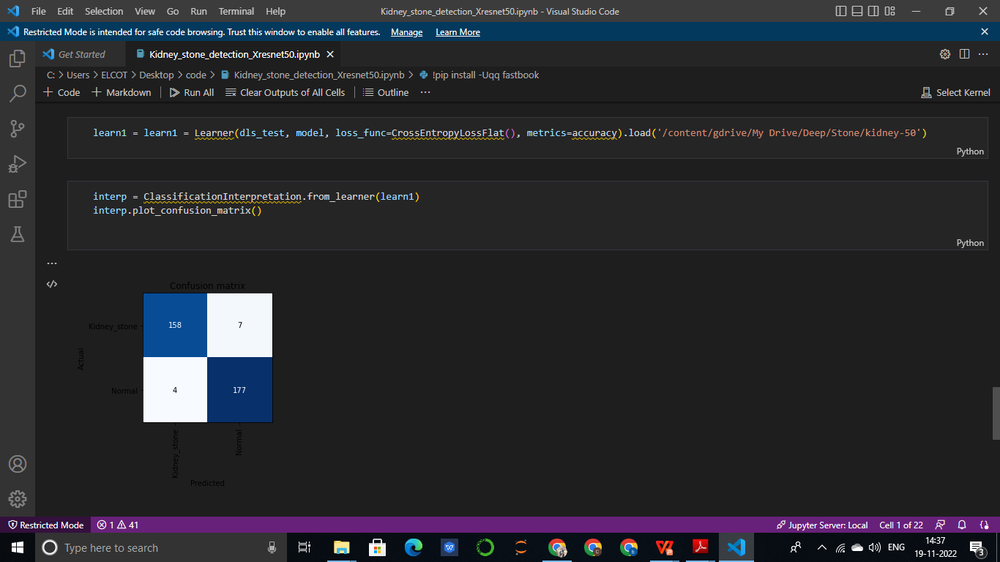 File Edit Selection View Go Run Terminal Help
Kidney_stone_detection_Xresnet50.ipynb - Visual Studio Code
Restricted Mode is intended for safe code browsing. Trust this window to enable all features. Manage Learn More
Get Started
Kidney_stone_detection_Xresnet50.ipynb
C: > Users > ELCOT > Desktop > code > Kidney_stone_detection_Xresnet50.ipynb > !pip install -Uqq fastbook
+ Code + Markdown Run All Clear Outputs of All Cells Outline ...
Select Kernel
learn1 = learn1 = Learner(dls_test, model, loss_func=CrossEntropyLossFlat(), metrics=accuracy).load('/content/gdrive/My Drive/Deep/Stone/kidney-50')
Python
interp = ClassificationInterpretation.from_learner(learn1)
interp.plot_confusion_matrix()
Python
Confusion matrix
Kidney_stone
158
7
Actual
Normal
4
177
Kidney_stone
Normal
Predicted
Restricted Mode
1 41
Jupyter Server: Local
Cell 1 of 22
Type here to search
ENG
14:37
19-11-2022
3